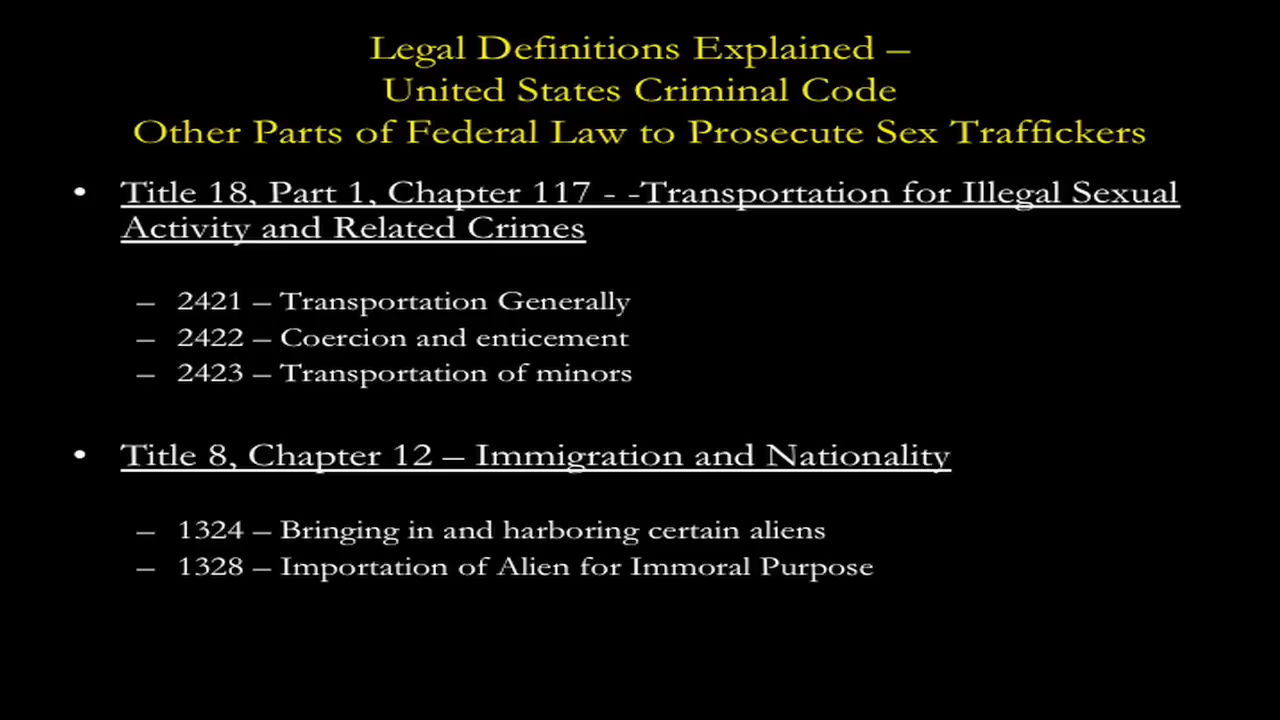 Legal Definitions Explained –
United States Criminal Code
Other Parts of Federal Law to Prosecute Sex Traffickers
• Title 18, Part 1, Chapter 117 - -Transportation for Illegal Sexual
Activity and Related Crimes
– 2421 – Transportation Generally
– 2422 – Coercion and enticement
– 2423 – Transportation of minors
• Title 8, Chapter 12 – Immigration and Nationality
– 1324 – Bringing in and harboring certain aliens
– 1328 – Importation of Alien for Immoral Purpose